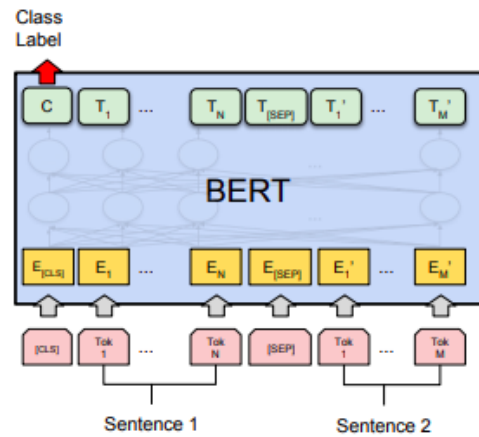 Class
Label
C T1 ... TN T[SEP] T1' ... TM'
...
BERT
...
E[CLS] E1 ... EN E[SEP] E1' ... EM'
[CLS] Tok 1 ... Tok N [SEP] Tok 1 ... Tok M
Sentence 1 Sentence 2